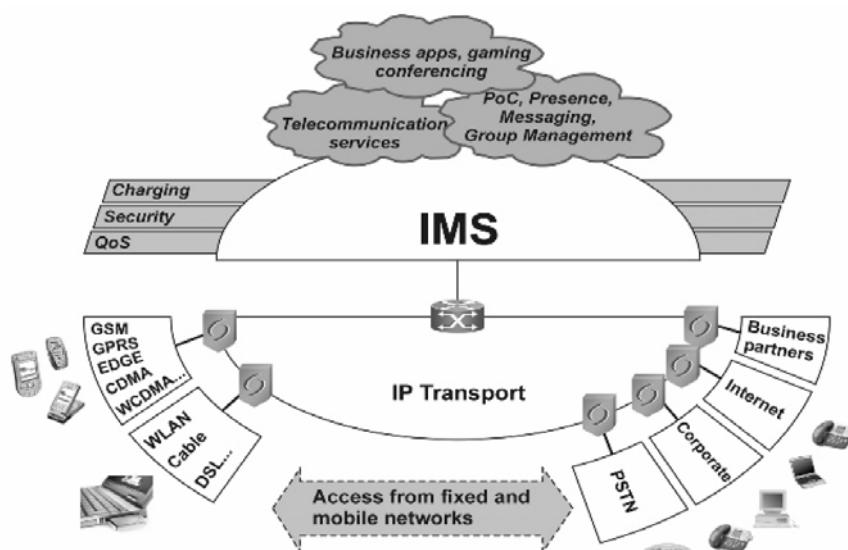 Business apps, gaming
conferencing
PoC, Presence,
Messaging,
Group Management
Telecommunication
services
Charging
Security
QoS
IMS
GSM
GPRS
EDGE
CDMA
WCDMA...
WLAN
Cable
DSL...
IP Transport
Business
partners
Internet
Corporate
PSTN
Access from fixed and
mobile networks